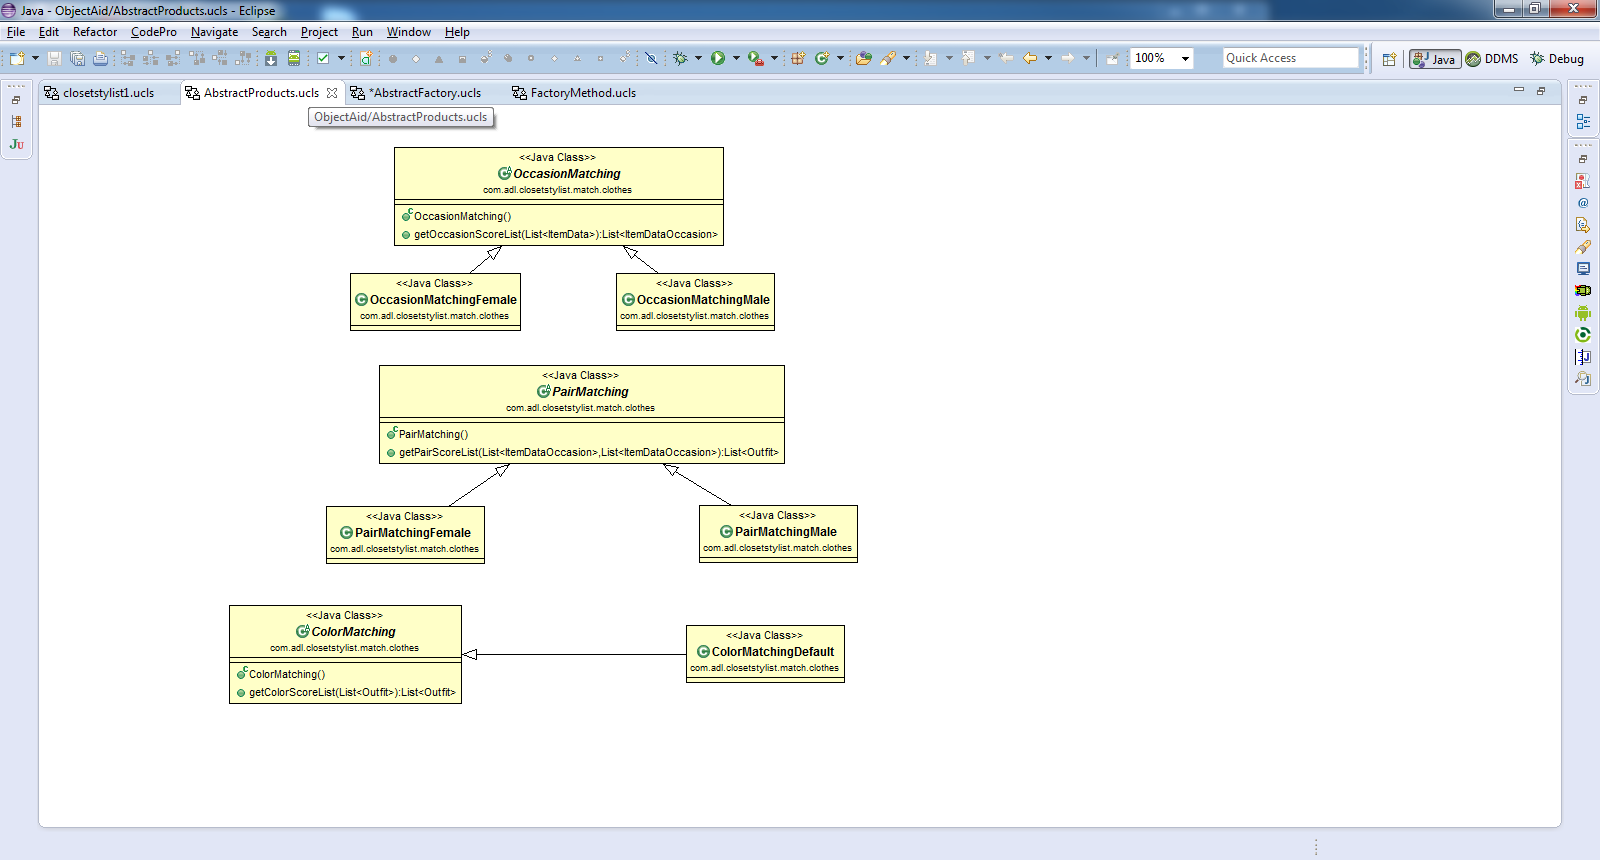 Java - ObjectAid/AbstractProducts.ucls - Eclipse
File Edit Refactor CodePro Navigate Search Project Run Window Help
100% Quick Access Java DDMS Debug
closetstylist1.ucls AbstractProducts.ucls *AbstractFactory.ucls FactoryMethod.ucls
ObjectAid/AbstractProducts.ucls
<<Java Class>>
OccasionMatching
com.adl.closetstylist.match.clothes
OccasionMatching()
getOccasionScoreList(List<ItemData>):List<ItemDataOccasion>
<<Java Class>>
OccasionMatchingFemale
com.adl.closetstylist.match.clothes
<<Java Class>>
OccasionMatchingMale
com.adl.closetstylist.match.clothes
<<Java Class>>
PairMatching
com.adl.closetstylist.match.clothes
PairMatching()
getPairScoreList(List<ItemDataOccasion>,List<ItemDataOccasion>):List<Outfit>
<<Java Class>>
PairMatchingFemale
com.adl.closetstylist.match.clothes
<<Java Class>>
PairMatchingMale
com.adl.closetstylist.match.clothes
<<Java Class>>
ColorMatching
com.adl.closetstylist.match.clothes
ColorMatching()
getColorScoreList(List<Outfit>):List<Outfit>
<<Java Class>>
ColorMatchingDefault
com.adl.closetstylist.match.clothes